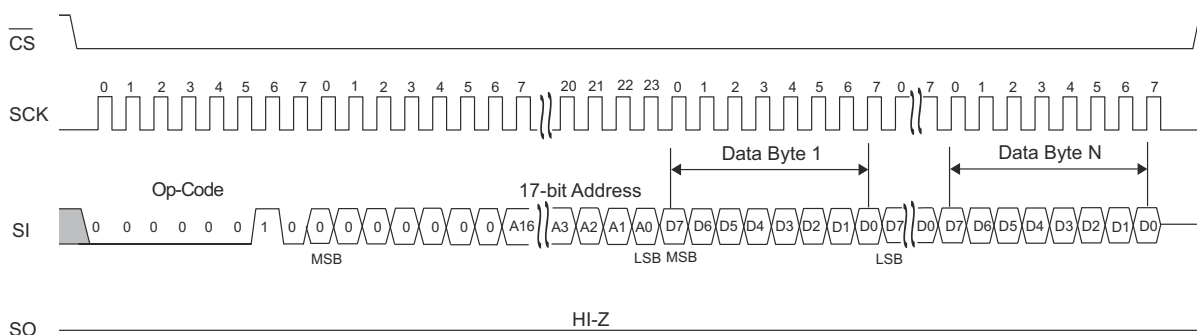 CS
0 1 2 3 4 5 6 7 0 1 2 3 4 5 6 7 20 21 22 23 0 1 2 3 4 5 6 7 0 7 0 1 2 3 4 5 6 7
SCK
Data Byte 1 Data Byte N
Op-Code 17-bit Address
SI 0 0 0 0 0 0 1 0 0 0 0 0 0 0 0 A16 A3 A2 A1 A0 D7 D6 D5 D4 D3 D2 D1 D0 D7 D0 D7 D6 D5 D4 D3 D2 D1 D0
MSB LSB MSB LSB
HI-Z
SO